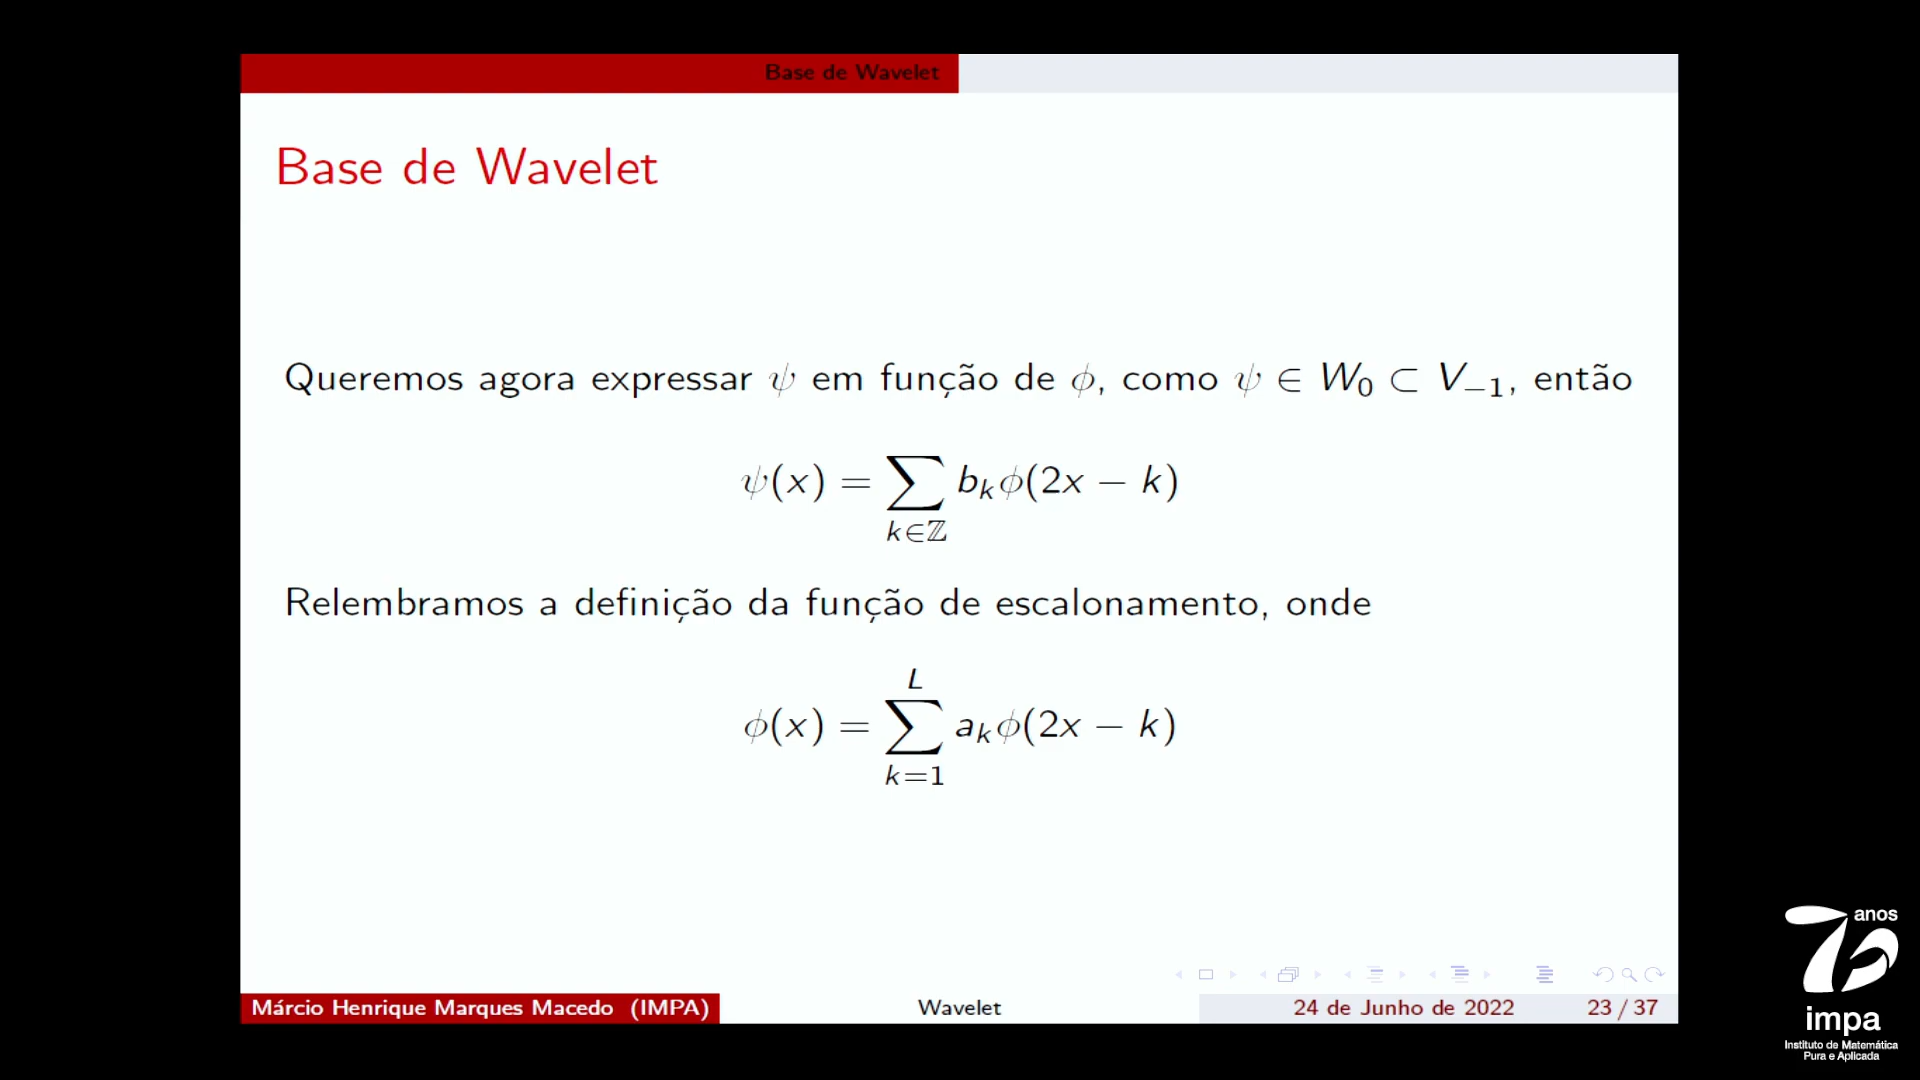 Base de Wavelet
Base de Wavelet
Queremos agora expressar ψ em função de ϕ, como ψ ∈ W₀ ⊂ V₋₁, então
ψ(x) = ∑_{k∈ℤ} b_k ϕ(2x − k)
Relembramos a definição da função de escalonamento, onde
ϕ(x) = ∑_{k=1}^{L} a_k ϕ(2x − k)
Márcio Henrique Marques Macedo (IMPA) Wavelet 24 de Junho de 2022 23 / 37
70 anos
impa
Instituto de Matemática
Pura e Aplicada